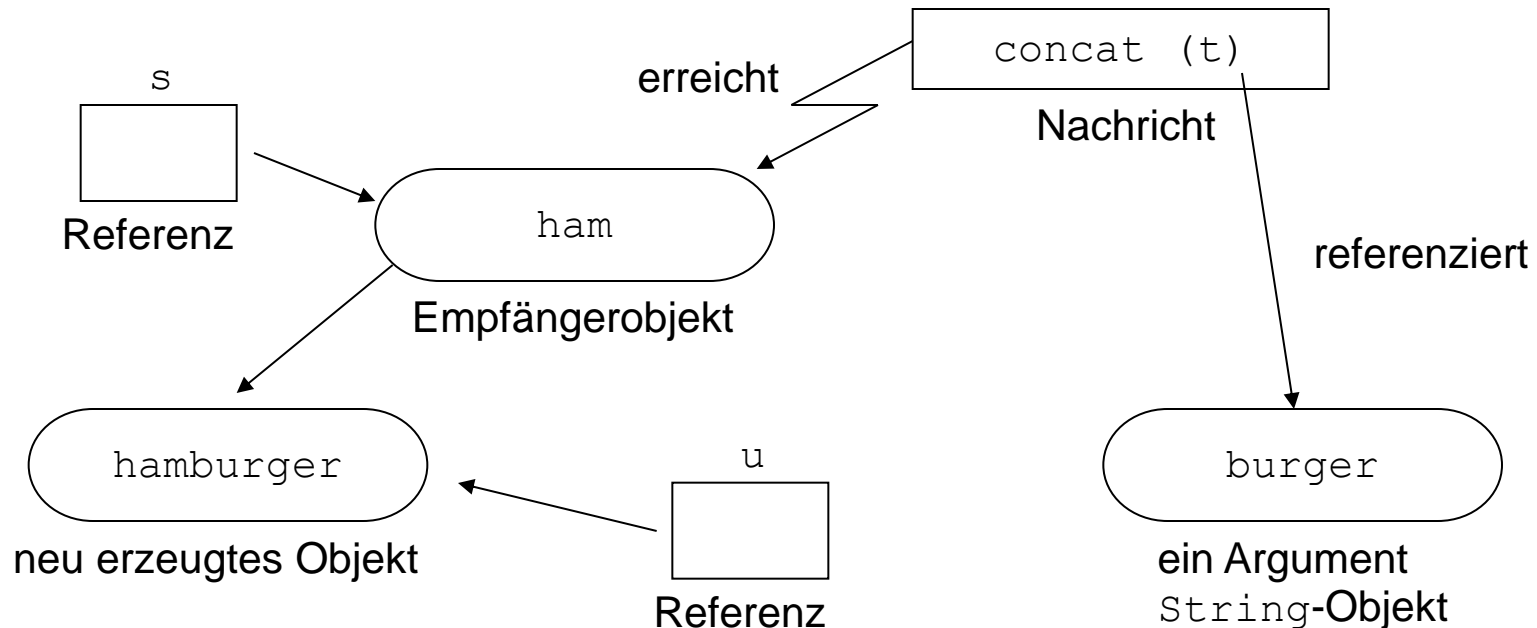 concat (t)
erreicht
s
Nachricht
Referenz
ham
referenziert
Empfängerobjekt
hamburger
u
burger
neu erzeugtes Objekt
Referenz
ein Argument
String-Objekt